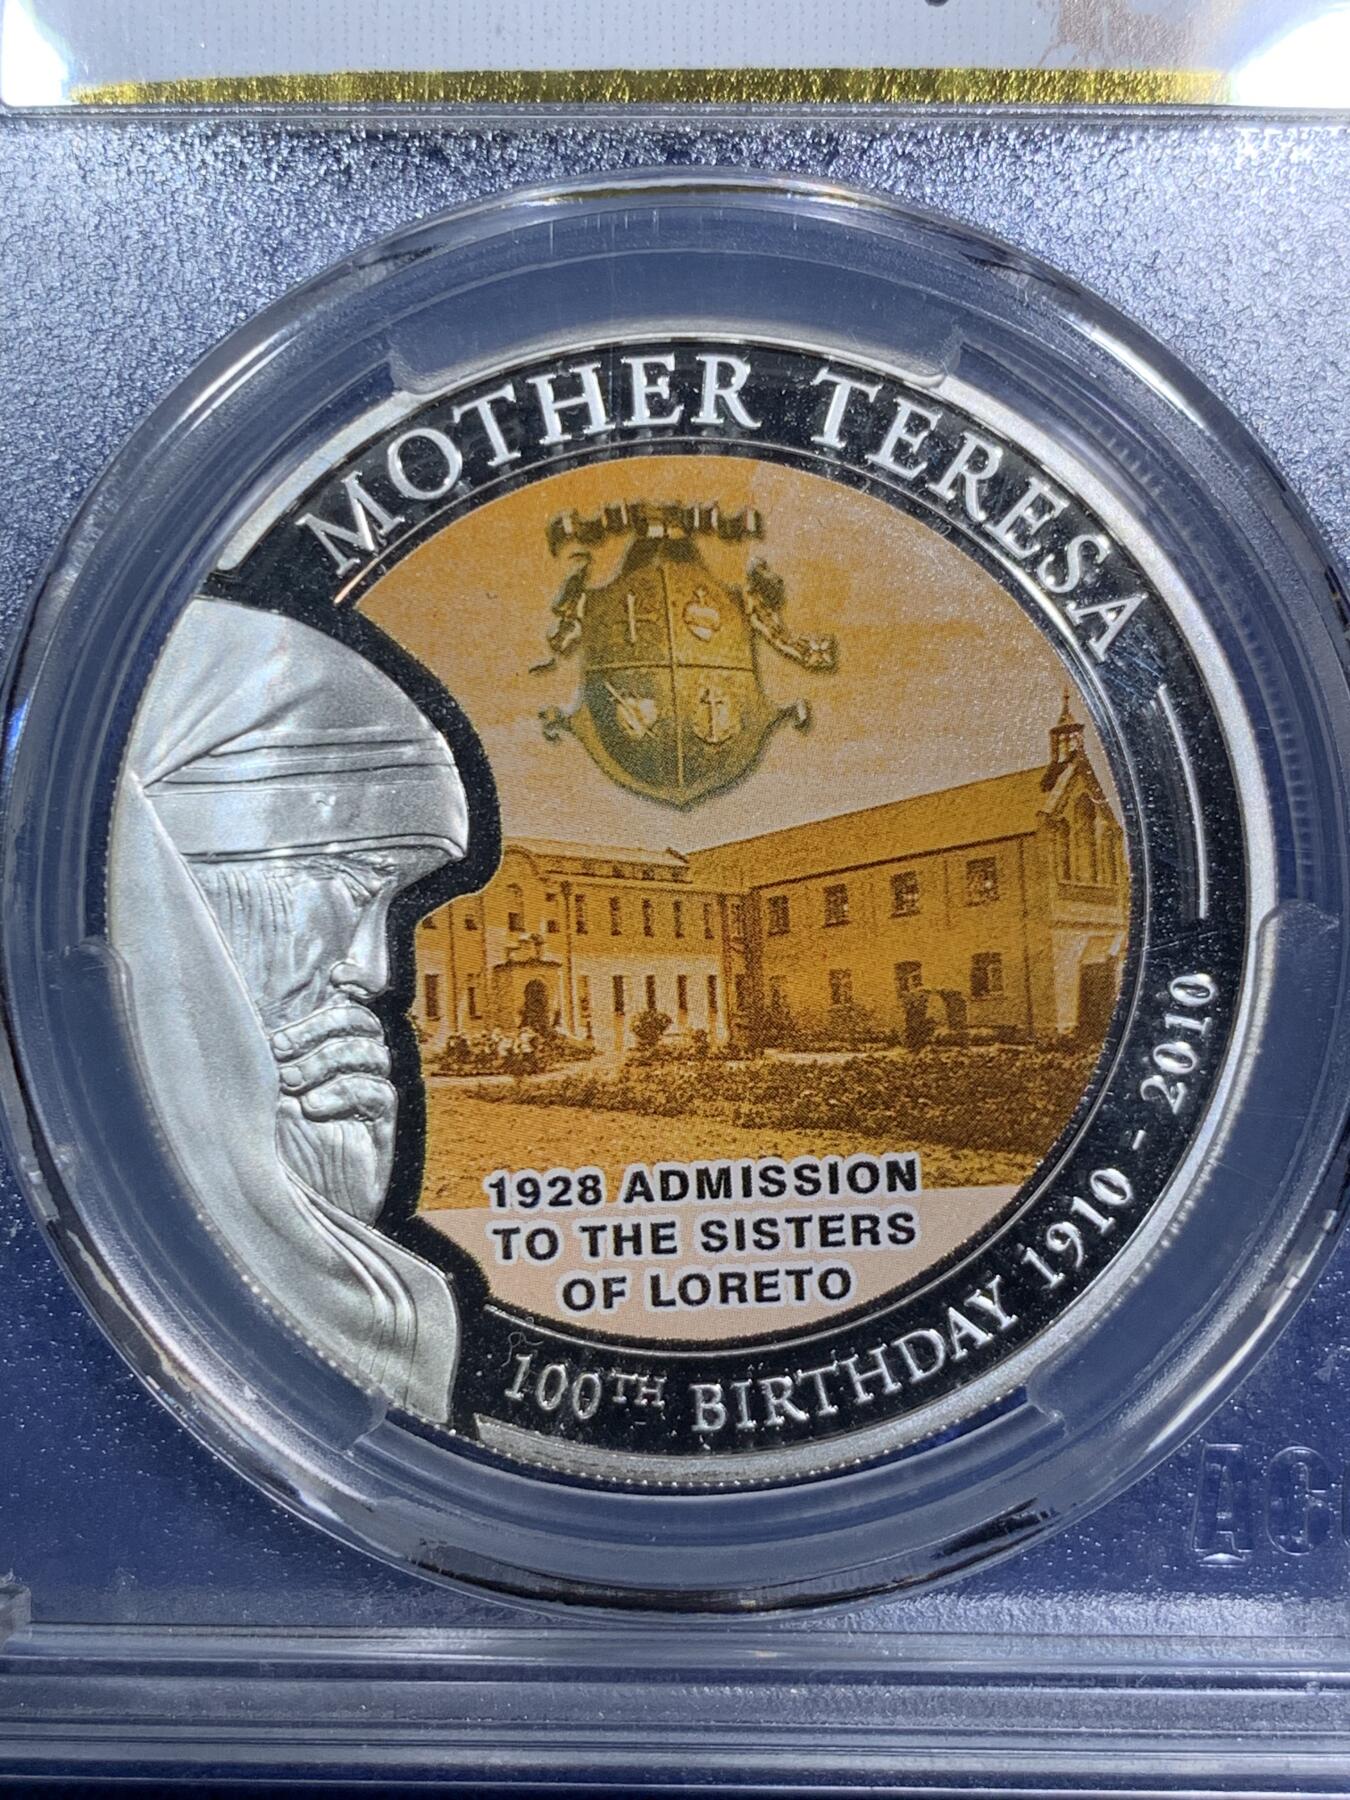 MOTHER TERESA
1928 ADMISSION
TO THE SISTERS
OF LORETO
100TH BIRTHDAY 1910 - 2010